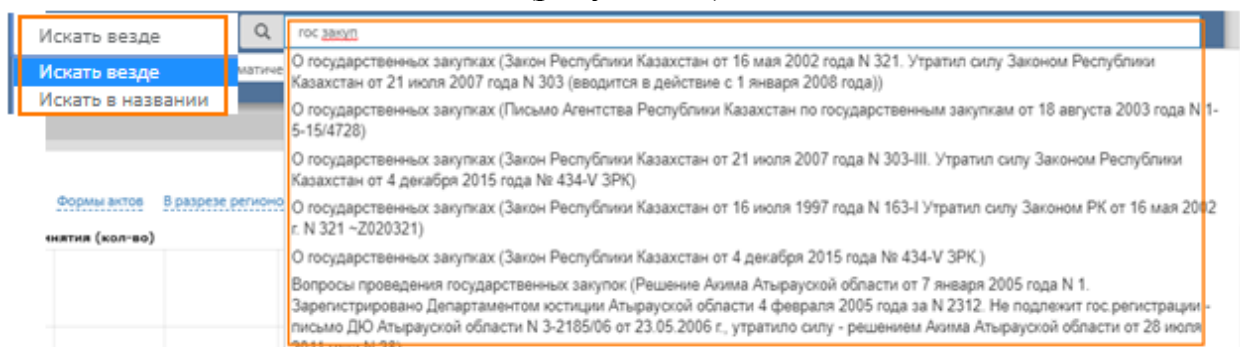 Искать везде
гос закуп
Искать везде
Искать в названии
матиче
О государственных закупках (Закон Республики Казахстан от 16 мая 2002 года N 321. Утратил силу Законом Республики
Казахстан от 21 июля 2007 года N 303 (вводится в действие с 1 января 2008 года))
О государственных закупках (Письмо Агентства Республики Казахстан по государственным закупкам от 18 августа 2003 года N 1-
5-15/4728)
О государственных закупках (Закон Республики Казахстан от 21 июля 2007 года N 303-III. Утратил силу Законом Республики
Казахстан от 4 декабря 2015 года № 434-V ЗРК)
Формы актов
В разрезе регионо
О государственных закупках (Закон Республики Казахстан от 16 июля 1997 года N 163-I Утратил силу Законом РК от 16 мая 2002
г. N 321 ~Z020321)
нятия (кол-во)
О государственных закупках (Закон Республики Казахстан от 4 декабря 2015 года № 434-V ЗРК.)
Вопросы проведения государственных закупок (Решение Акима Атырауской области от 7 января 2005 года N 1.
Зарегистрировано Департаментом юстиции Атырауской области 4 февраля 2005 года за N 2312. Не подлежит гос.регистрации -
письмо ДЮ Атырауской области N 3-2185/06 от 23.05.2006 г., утратило силу - решением Акима Атырауской области от 28 июля